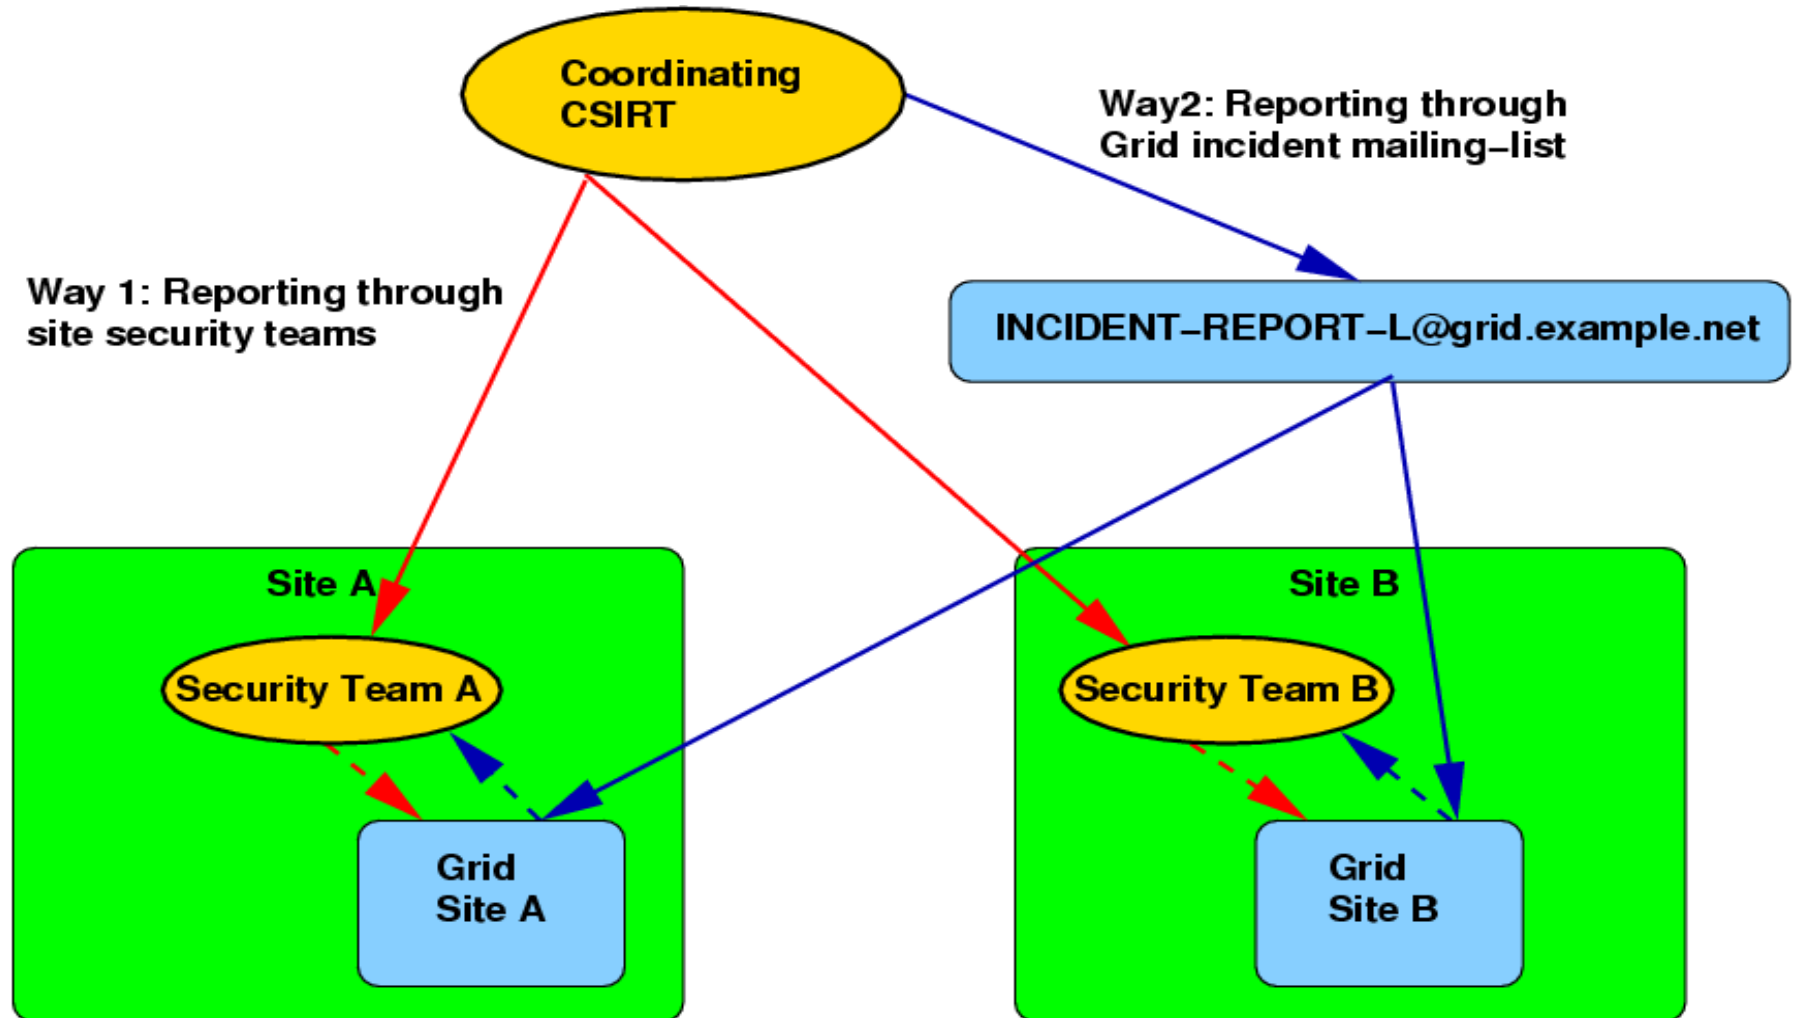 Coordinating
CSIRT
Way2: Reporting through
Grid incident mailing–list
Way 1: Reporting through
site security teams
INCIDENT–REPORT–L@grid.example.net
Site A
Site B
Security Team A
Security Team B
Grid
Site A
Grid
Site B